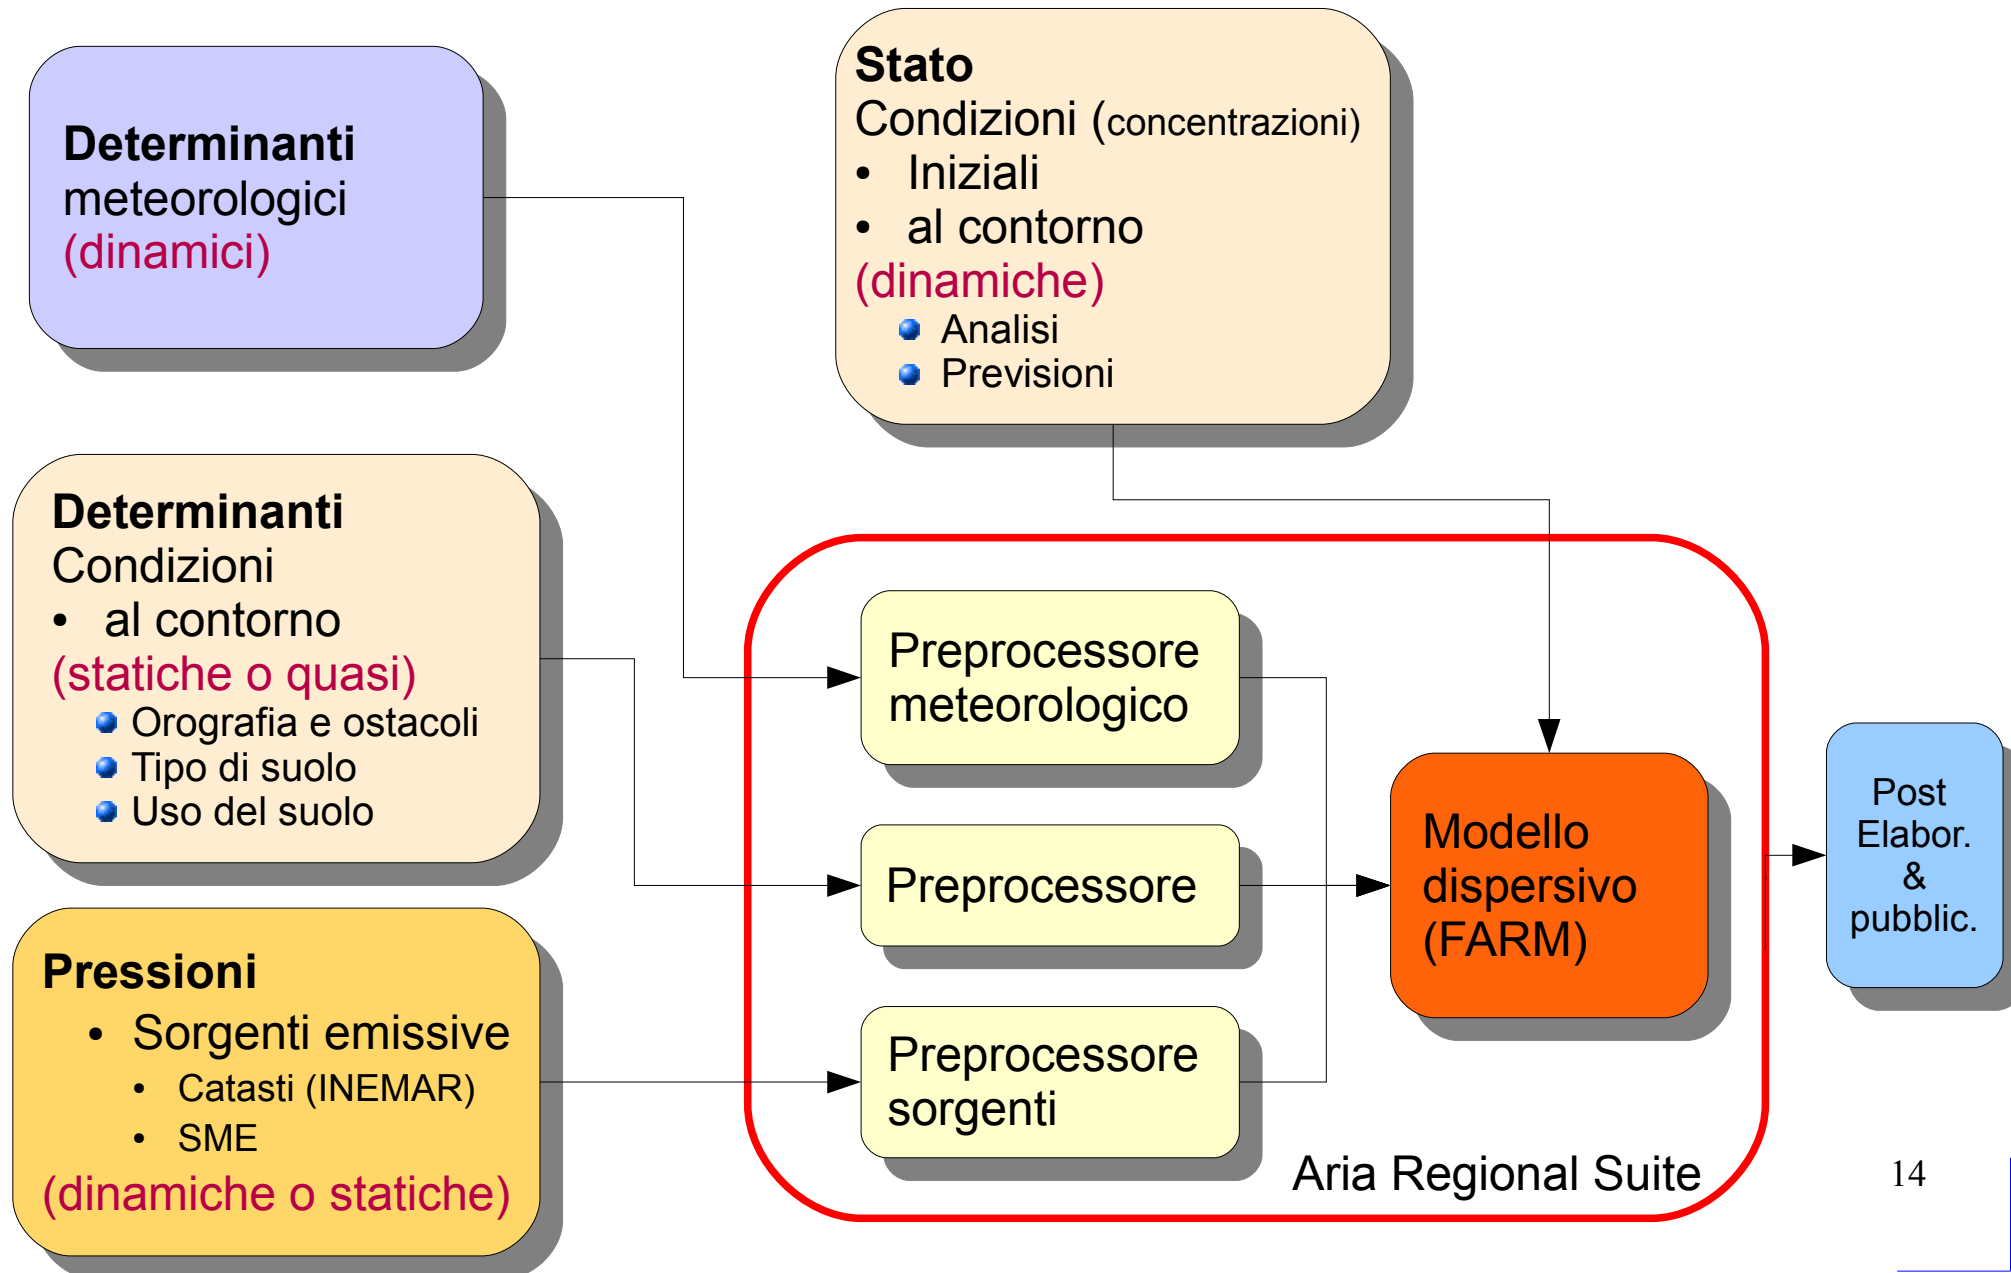 Determinanti
meteorologici
(dinamici)
Stato
Condizioni (concentrazioni)
• Iniziali
• al contorno
(dinamiche)
Analisi
Previsioni
Determinanti
Condizioni
• al contorno
(statiche o quasi)
Orografia e ostacoli
Tipo di suolo
Uso del suolo
Pressioni
• Sorgenti emissive
• Catasti (INEMAR)
• SME
(dinamiche o statiche)
Preprocessore
meteorologico
Preprocessore
Preprocessore
sorgenti
Modello
dispersivo
(FARM)
Aria Regional Suite
Post
Elabor.
&
pubblic.
14